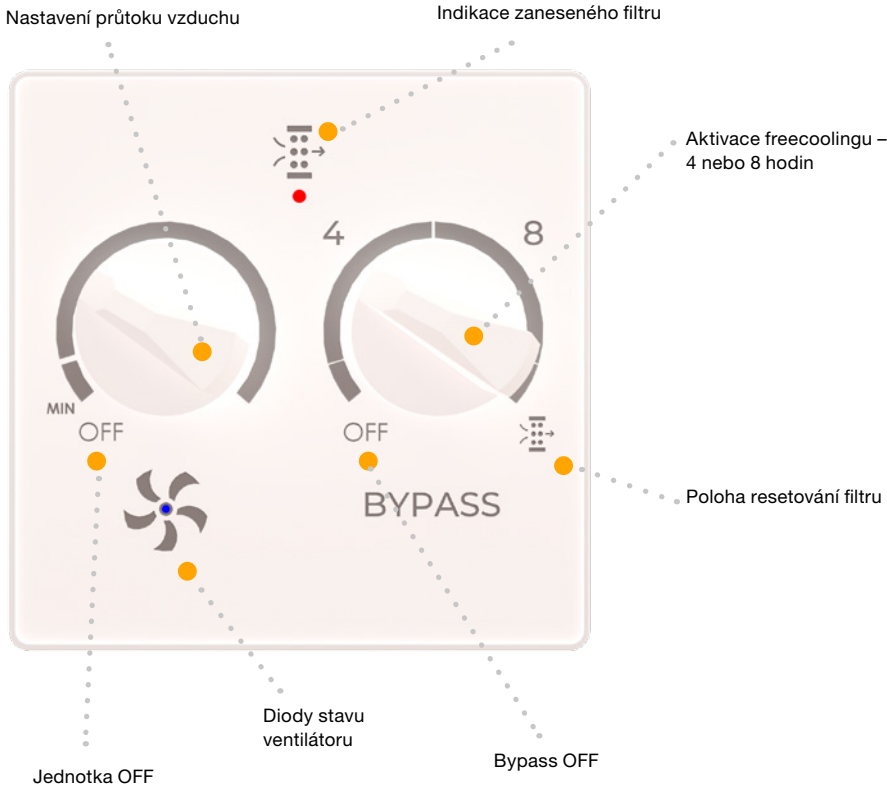 Nastavení průtoku vzduchu
Indikace zaneseného filtru
Aktivace freecoolingu –
4 nebo 8 hodin
4
8
MIN
OFF
OFF
BYPASS
Poloha resetování filtru
Diody stavu
ventilátoru
Bypass OFF
Jednotka OFF